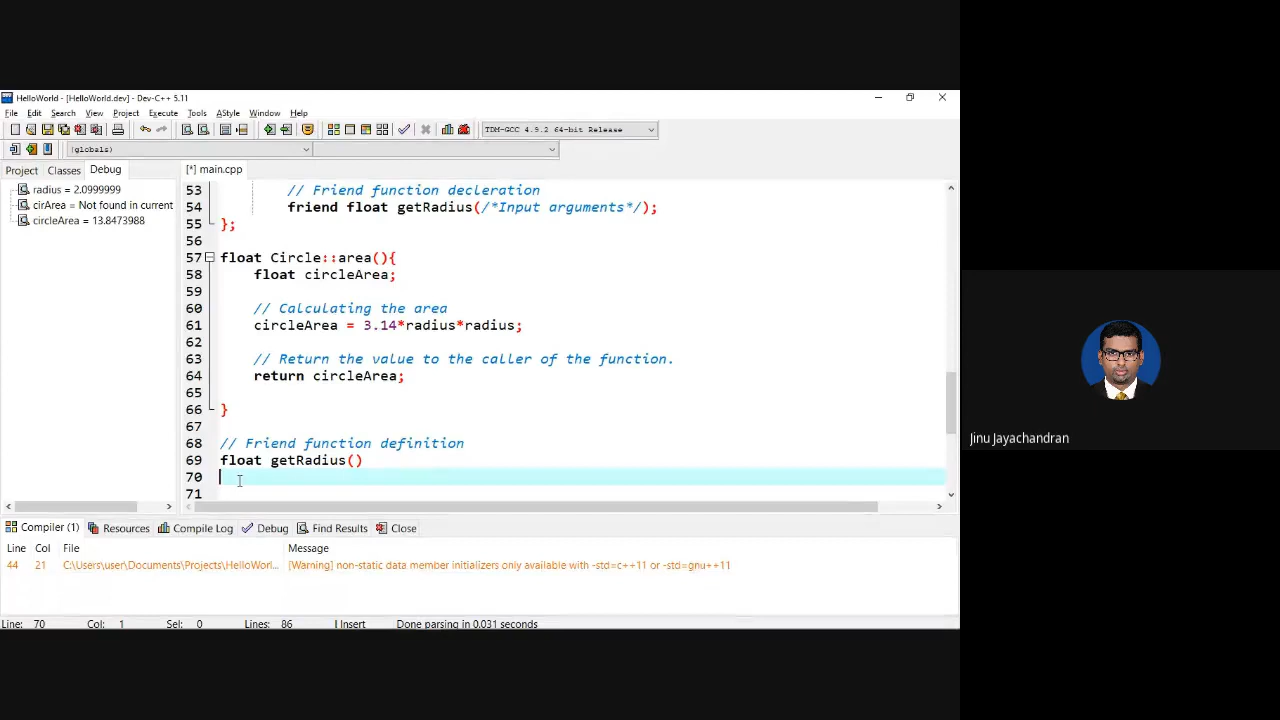 HelloWorld - [HelloWorld.dev] - Dev-C++ 5.11
File Edit Search View Project Execute Tools AStyle Window Help
TDM-GCC 4.9.2 64-bit Release
(globals)
Project Classes Debug
[*] main.cpp
radius = 2.0999999
cirArea = Not found in current
circleArea = 13.8473988
53 // Friend function decleration
54 friend float getRadius(/*Input arguments*/);
55 };
56
57 float Circle::area(){
58 float circleArea;
59
60 // Calculating the area
61 circleArea = 3.14*radius*radius;
62
63 // Return the value to the caller of the function.
64 return circleArea;
65
66 }
67
68 // Friend function definition
69 float getRadius()
70
71
Jinu Jayachandran
Compiler (1) Resources Compile Log Debug Find Results Close
Line Col File Message
44 21 C:\Users\user\Documents\Projects\HelloWorl... [Warning] non-static data member initializers only available with -std=c++11 or -std=gnu++11
Line: 70 Col: 1 Sel: 0 Lines: 86 Insert Done parsing in 0.031 seconds